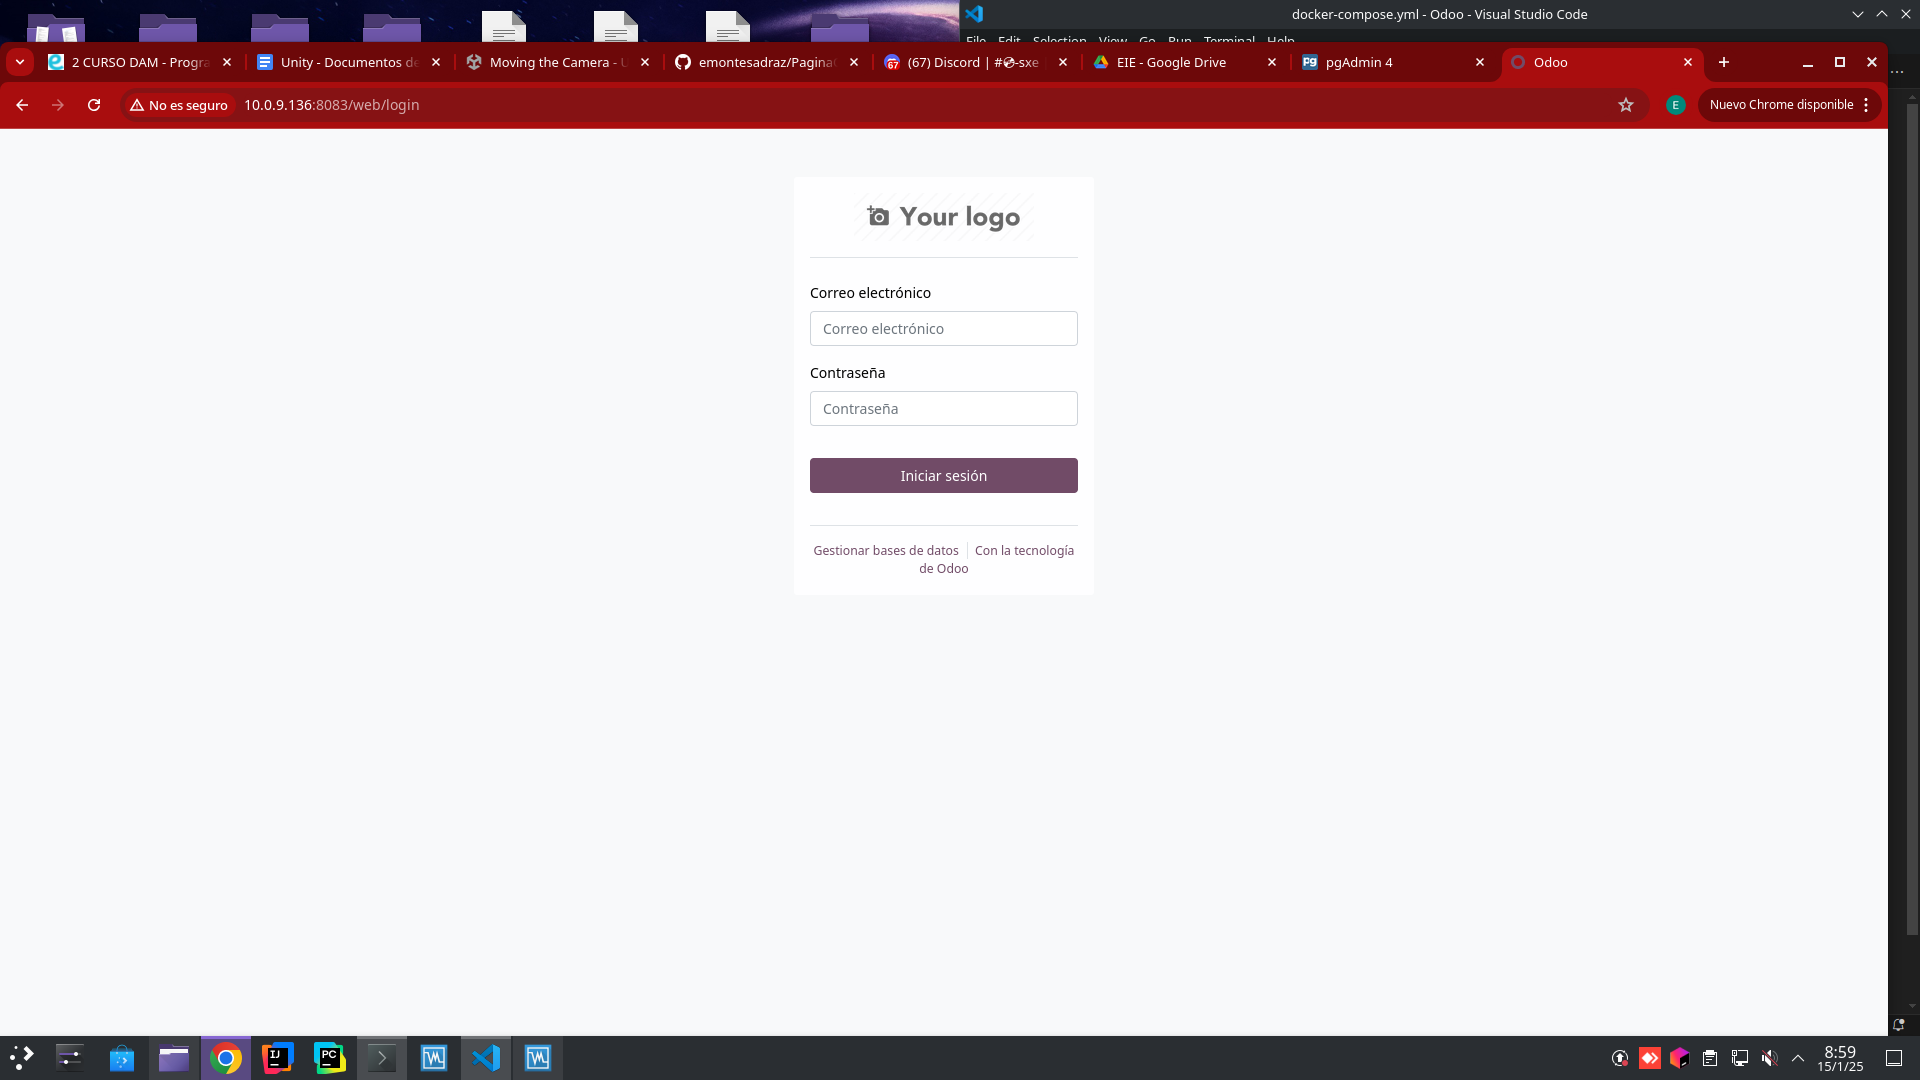 docker-compose.yml - Odoo - Visual Studio Code
File Edit Selection View Go Run Terminal Help
2 CURSO DAM - Progra
Unity - Documentos de
Moving the Camera - U
emontesadraz/Pagina
(67) Discord | #-sxe
EIE - Google Drive
pgAdmin 4
Odoo
No es seguro
10.0.9.136:8083/web/login
E
Nuevo Chrome disponible
Your logo
Correo electrónico
Correo electrónico
Contraseña
Contraseña
Iniciar sesión
Gestionar bases de datos
Con la tecnología
de Odoo
8:59
15/1/25